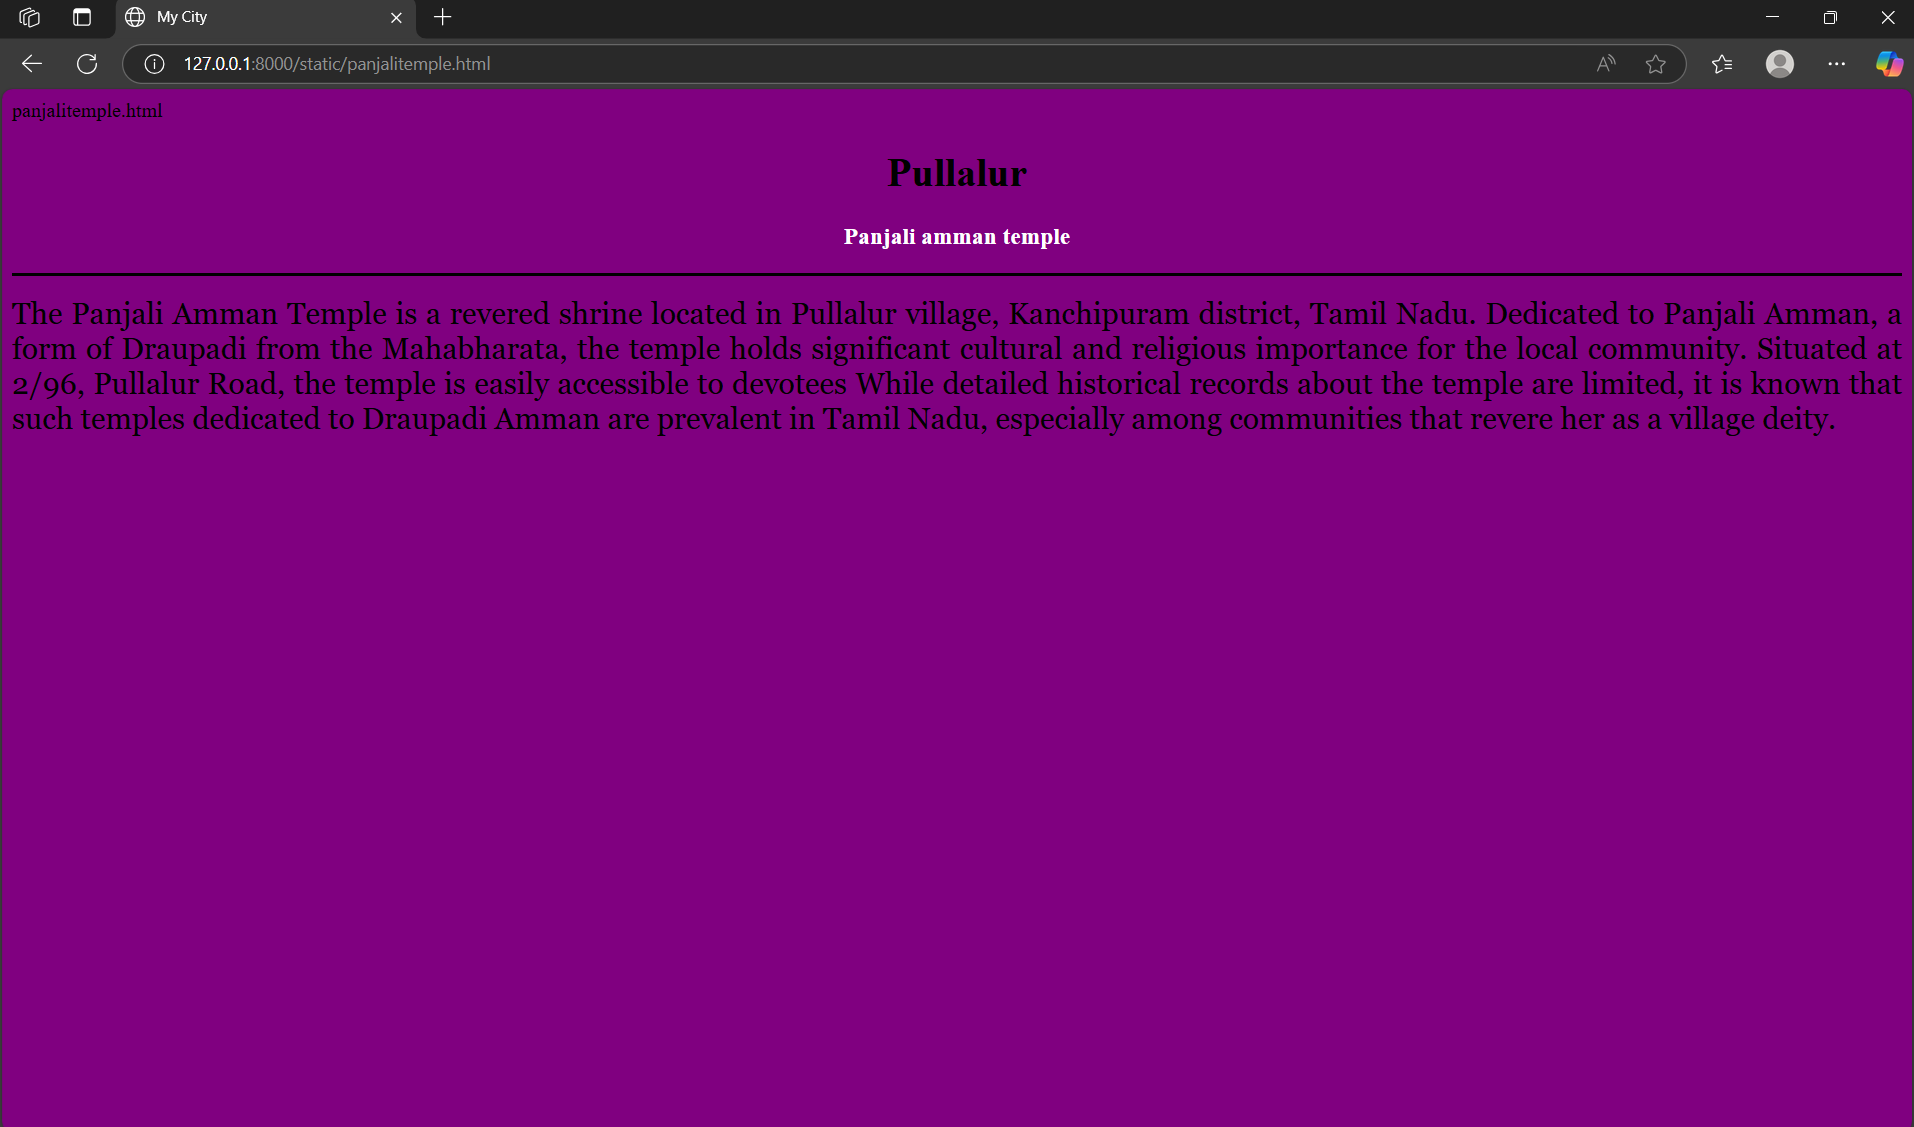 My City
127.0.0.1:8000/static/panjalitemple.html
panjalitemple.html
Pullalur
Panjali amman temple
The Panjali Amman Temple is a revered shrine located in Pullalur village, Kanchipuram district, Tamil Nadu. Dedicated to Panjali Amman, a
form of Draupadi from the Mahabharata, the temple holds significant cultural and religious importance for the local community. Situated at
2/96, Pullalur Road, the temple is easily accessible to devotees While detailed historical records about the temple are limited, it is known that
such temples dedicated to Draupadi Amman are prevalent in Tamil Nadu, especially among communities that revere her as a village deity.